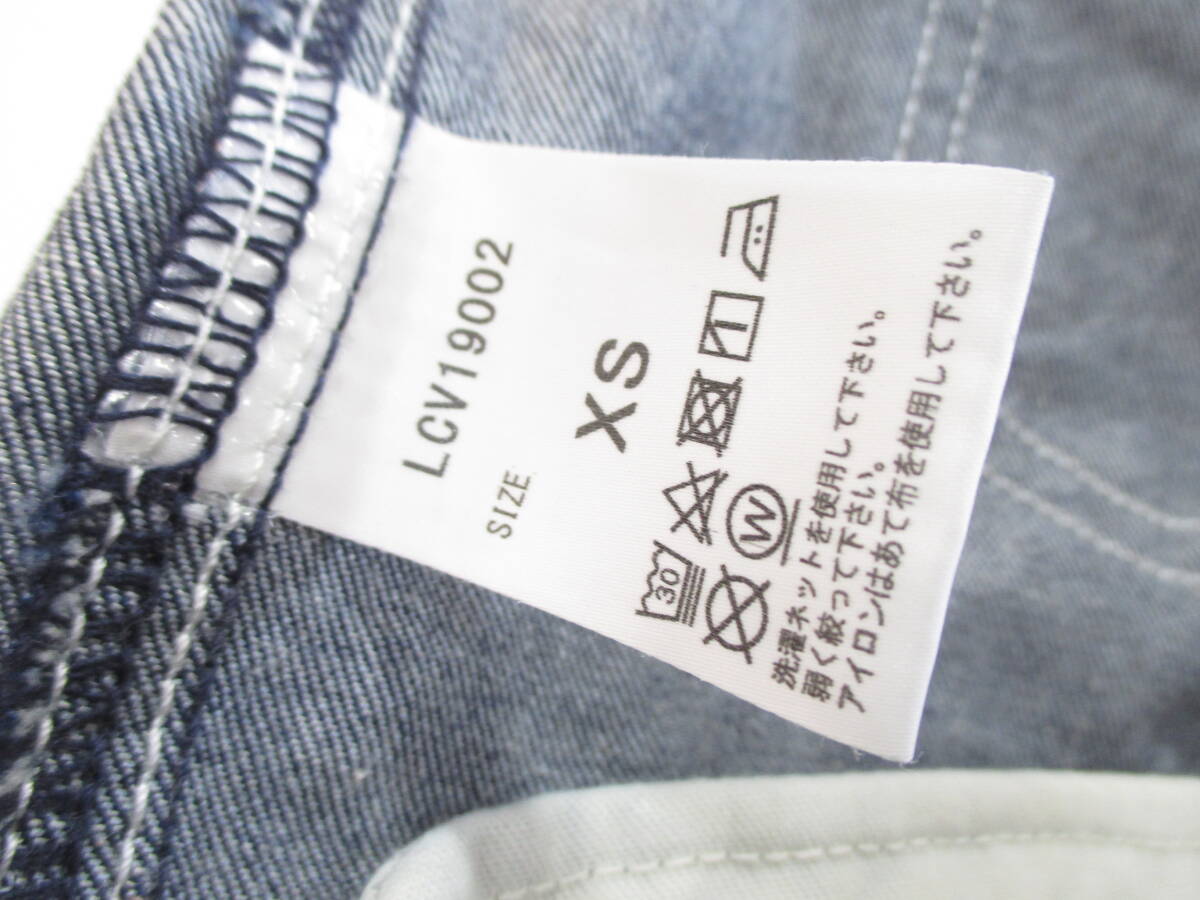 LCV19002
SIZE
XS
30
W
洗濯ネットを使用して下さい。
弱く絞って下さい。
アイロンはあて布を使用して下さい。